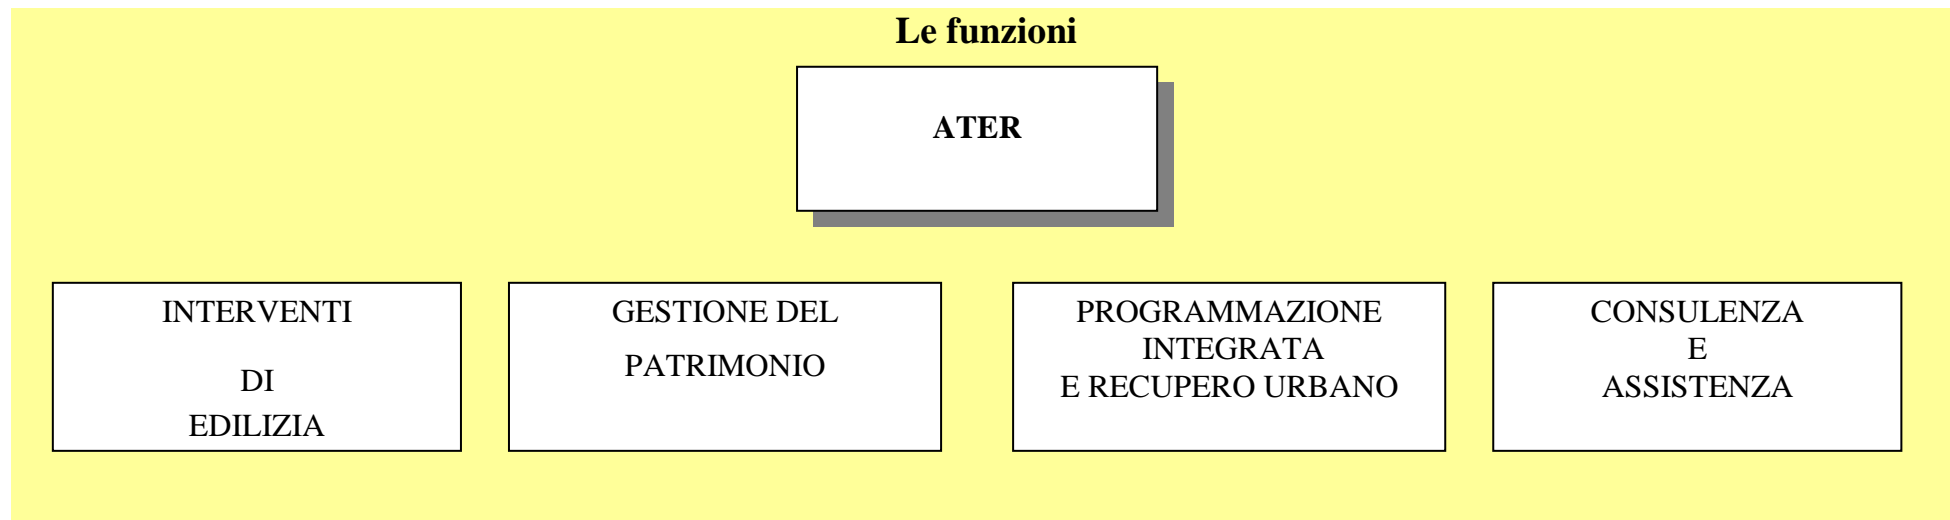 Le funzioni
ATER
INTERVENTI
DI
EDILIZIA
GESTIONE DEL
PATRIMONIO
PROGRAMMAZIONE
INTEGRATA
E RECUPERO URBANO
CONSULENZA
E
ASSISTENZA